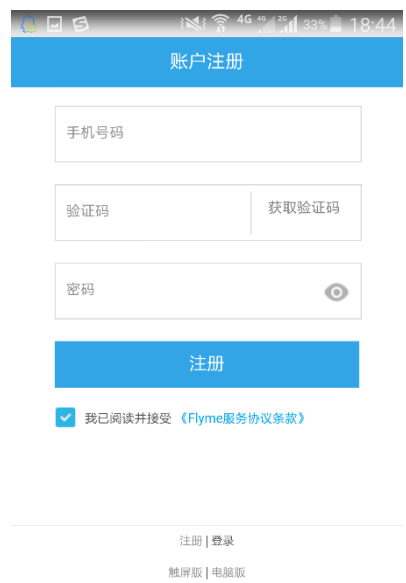 4G 4G 2G 33% 18:44
账户注册
手机号码
验证码 获取验证码
密码
注册
我已阅读并接受 《Flyme服务协议条款》
注册 | 登录
触屏版 | 电脑版